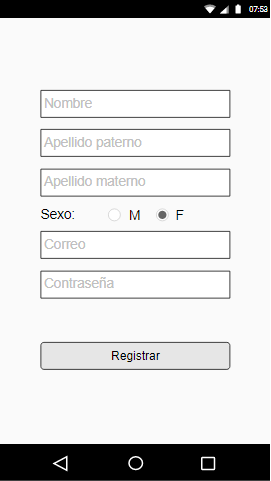 07:53
Nombre
Apellido paterno
Apellido materno
Sexo: M F
Correo
Contraseña
Registrar